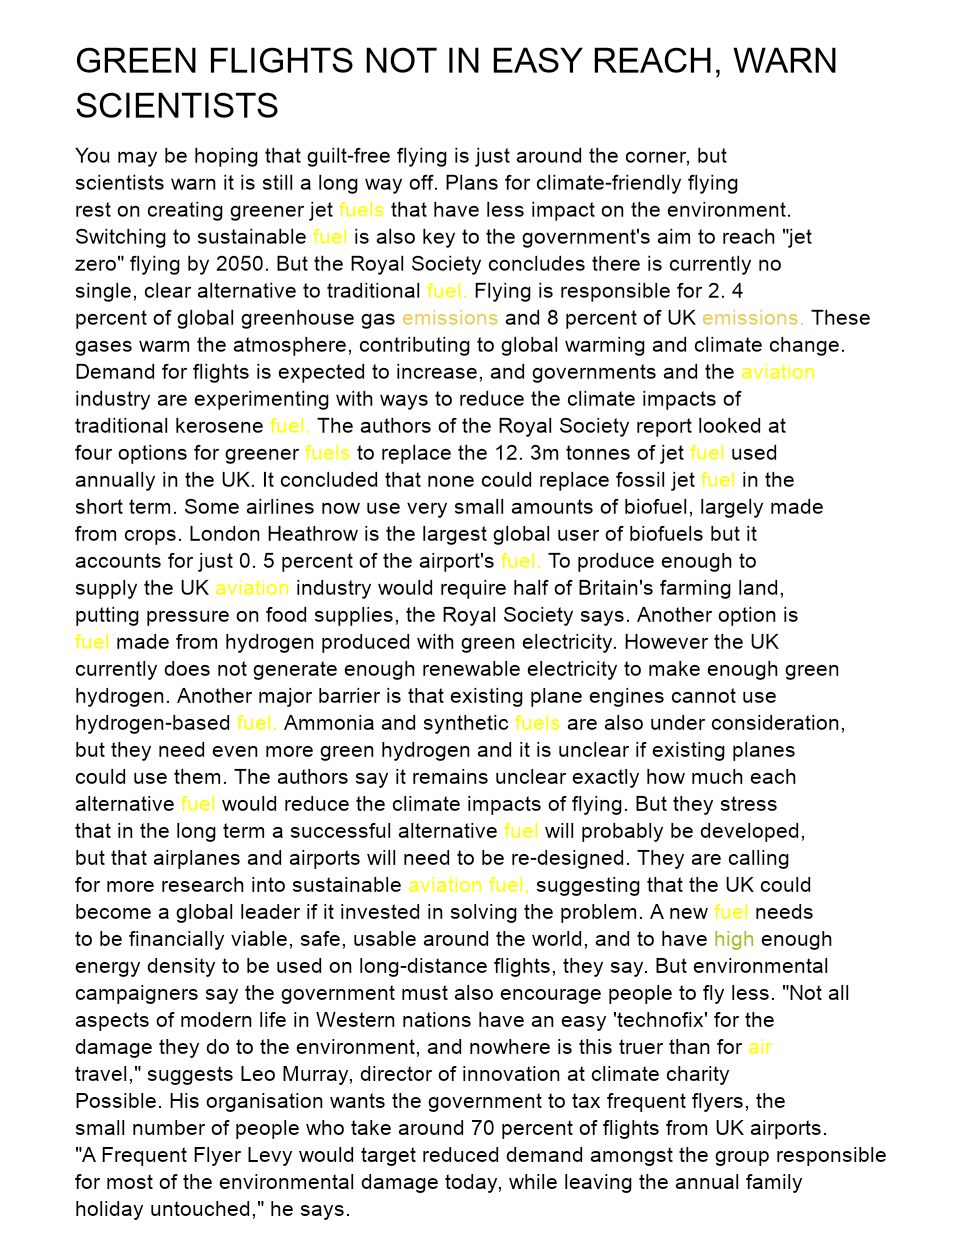 GREEN FLIGHTS NOT IN EASY REACH, WARN
SCIENTISTS
You may be hoping that guilt-free flying is just around the corner, but
scientists warn it is still a long way off. Plans for climate-friendly flying
rest on creating greener jet fuels that have less impact on the environment.
Switching to sustainable fuel is also key to the government's aim to reach "jet
zero" flying by 2050. But the Royal Society concludes there is currently no
single, clear alternative to traditional fuel. Flying is responsible for 2. 4
percent of global greenhouse gas emissions and 8 percent of UK emissions. These
gases warm the atmosphere, contributing to global warming and climate change.
Demand for flights is expected to increase, and governments and the aviation
industry are experimenting with ways to reduce the climate impacts of
traditional kerosene fuel. The authors of the Royal Society report looked at
four options for greener fuels to replace the 12. 3m tonnes of jet fuel used
annually in the UK. It concluded that none could replace fossil jet fuel in the
short term. Some airlines now use very small amounts of biofuel, largely made
from crops. London Heathrow is the largest global user of biofuels but it
accounts for just 0. 5 percent of the airport's fuel. To produce enough to
supply the UK aviation industry would require half of Britain's farming land,
putting pressure on food supplies, the Royal Society says. Another option is
fuel made from hydrogen produced with green electricity. However the UK
currently does not generate enough renewable electricity to make enough green
hydrogen. Another major barrier is that existing plane engines cannot use
hydrogen-based fuel. Ammonia and synthetic fuels are also under consideration,
but they need even more green hydrogen and it is unclear if existing planes
could use them. The authors say it remains unclear exactly how much each
alternative fuel would reduce the climate impacts of flying. But they stress
that in the long term a successful alternative fuel will probably be developed,
but that airplanes and airports will need to be re-designed. They are calling
for more research into sustainable aviation fuel, suggesting that the UK could
become a global leader if it invested in solving the problem. A new fuel needs
to be financially viable, safe, usable around the world, and to have high enough
energy density to be used on long-distance flights, they say. But environmental
campaigners say the government must also encourage people to fly less. "Not all
aspects of modern life in Western nations have an easy 'technofix' for the
damage they do to the environment, and nowhere is this truer than for air
travel," suggests Leo Murray, director of innovation at climate charity
Possible. His organisation wants the government to tax frequent flyers, the
small number of people who take around 70 percent of flights from UK airports.
"A Frequent Flyer Levy would target reduced demand amongst the group responsible
for most of the environmental damage today, while leaving the annual family
holiday untouched," he says.